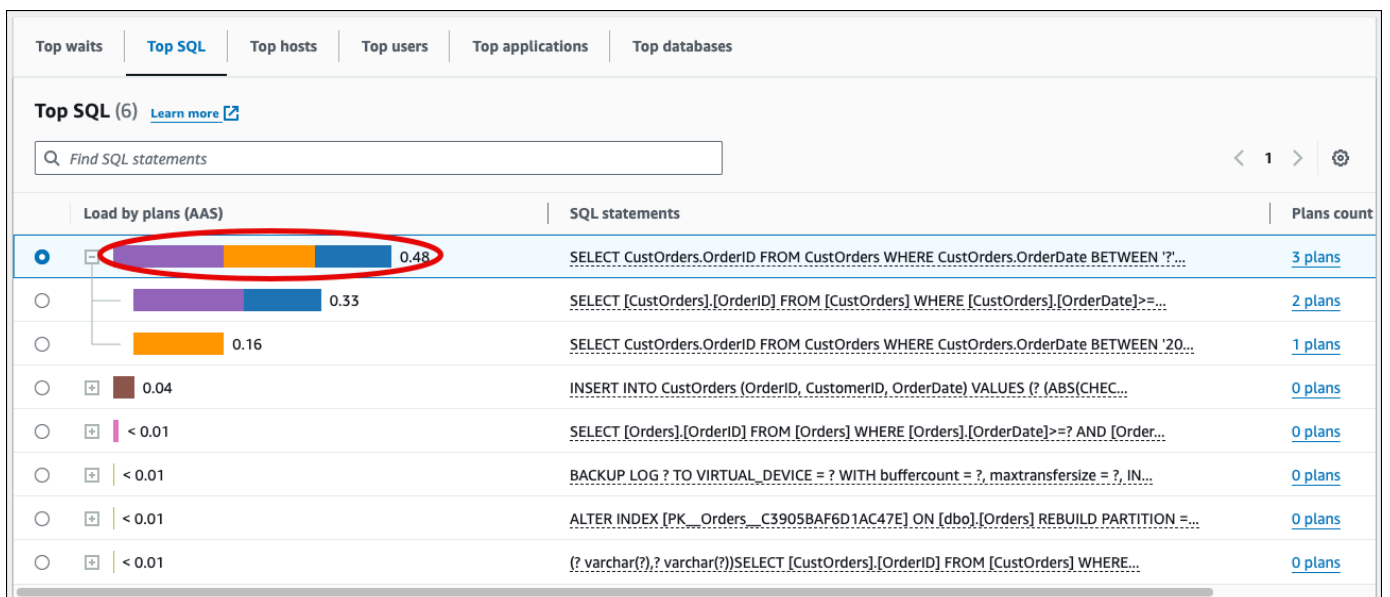 Top waits Top SQL Top hosts Top users Top applications Top databases
Top SQL (6) Learn more
Find SQL statements
1
Load by plans (AAS) SQL statements Plans count
0.48 SELECT CustOrders.OrderID FROM CustOrders WHERE CustOrders.OrderDate BETWEEN '?'... 3 plans
0.33 SELECT [CustOrders].[OrderID] FROM [CustOrders] WHERE [CustOrders].[OrderDate]>=... 2 plans
0.16 SELECT CustOrders.OrderID FROM CustOrders WHERE CustOrders.OrderDate BETWEEN '20... 1 plans
0.04 INSERT INTO CustOrders (OrderID, CustomerID, OrderDate) VALUES (? (ABS(CHEC... 0 plans
< 0.01 SELECT [Orders].[OrderID] FROM [Orders] WHERE [Orders].[OrderDate]>=? AND [Order... 0 plans
< 0.01 BACKUP LOG ? TO VIRTUAL_DEVICE = ? WITH buffercount = ?, maxtransfersize = ?, IN... 0 plans
< 0.01 ALTER INDEX [PK__Orders__C3905BAF6D1AC47E] ON [dbo].[Orders] REBUILD PARTITION =... 0 plans
< 0.01 (? varchar(?),? varchar(?))SELECT [CustOrders].[OrderID] FROM [CustOrders] WHERE... 0 plans